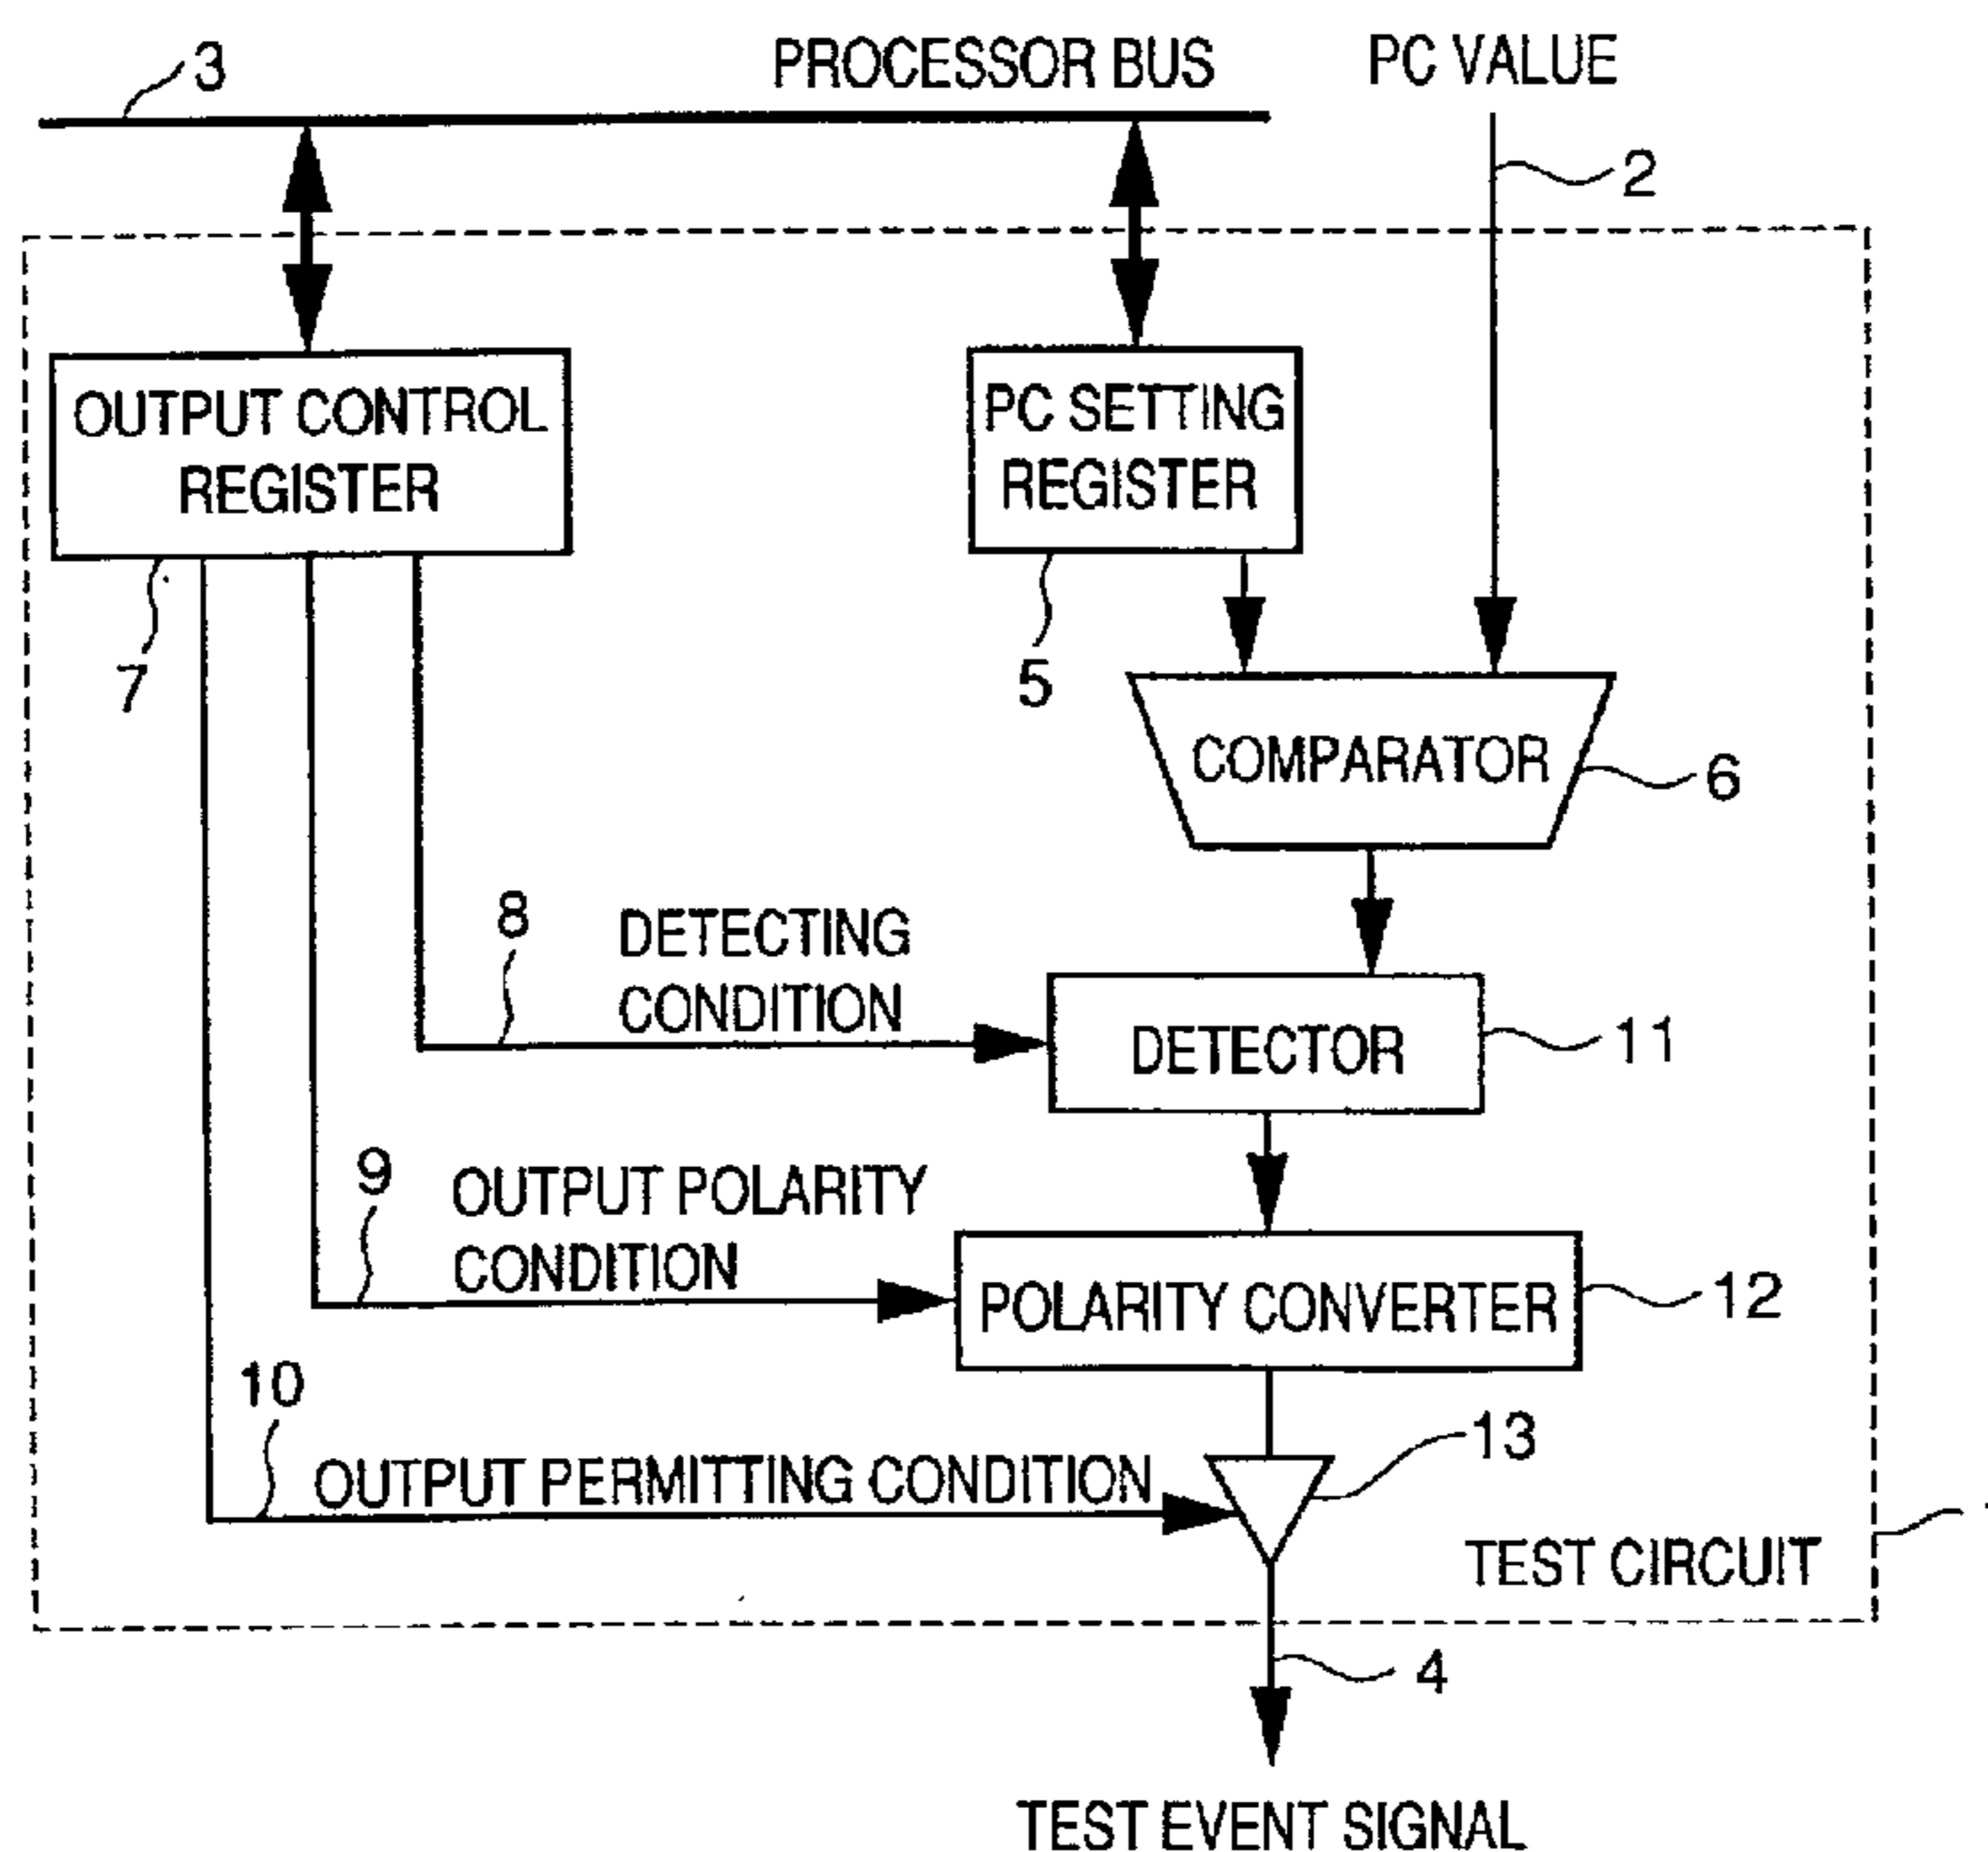 3
PROCESSOR BUS
PC VALUE
2
OUTPUT CONTROL
REGISTER
PC SETTING
REGISTER
7
5
COMPARATOR
6
8
DETECTING
CONDITION
DETECTOR
11
9
OUTPUT POLARITY
CONDITION
POLARITY CONVERTER
12
10
OUTPUT PERMITTING CONDITION
13
TEST CIRCUIT
4
TEST EVENT SIGNAL